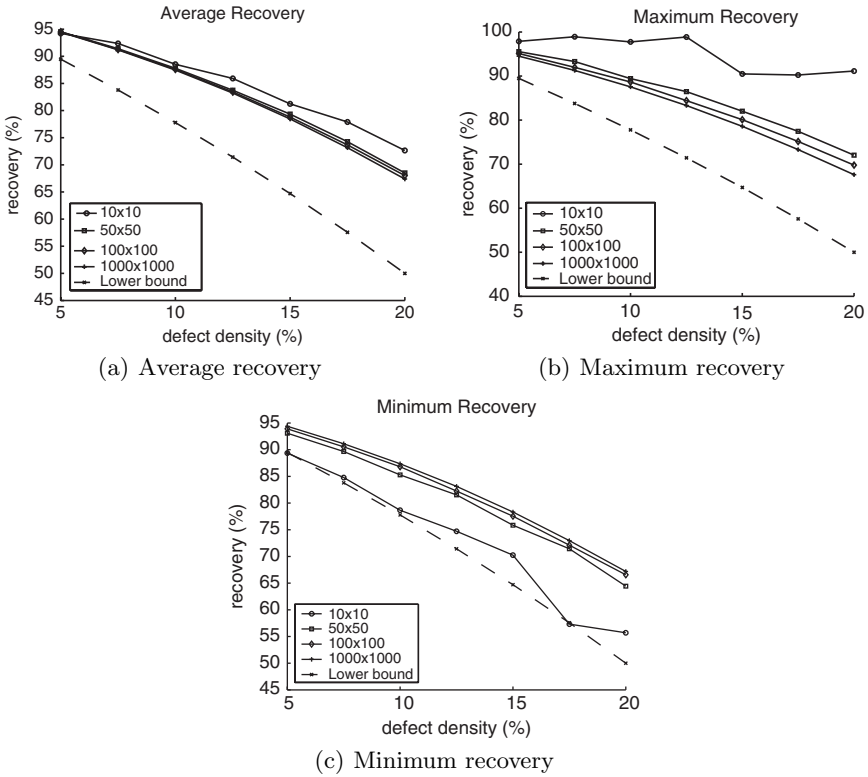 Average Recovery
95
90
85
80
75
70
65
60
55
50
45
recovery (%)
10x10
50x50
100x100
1000x1000
Lower bound
5
10
15
20
defect density (%)
(a) Average recovery
Maximum Recovery
100
90
80
70
60
50
40
recovery (%)
10x10
50x50
100x100
1000x1000
Lower bound
5
10
15
20
defect density (%)
(b) Maximum recovery
Minimum Recovery
95
90
85
80
75
70
65
60
55
50
45
recovery (%)
10x10
50x50
100x100
1000x1000
Lower bound
5
10
15
20
defect density (%)
(c) Minimum recovery